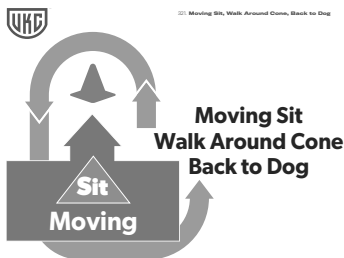 UKC
221. Moving Sit, Walk Around Cone, Back to Dog
Moving Sit
Walk Around Cone
Back to Dog
Sit
Moving